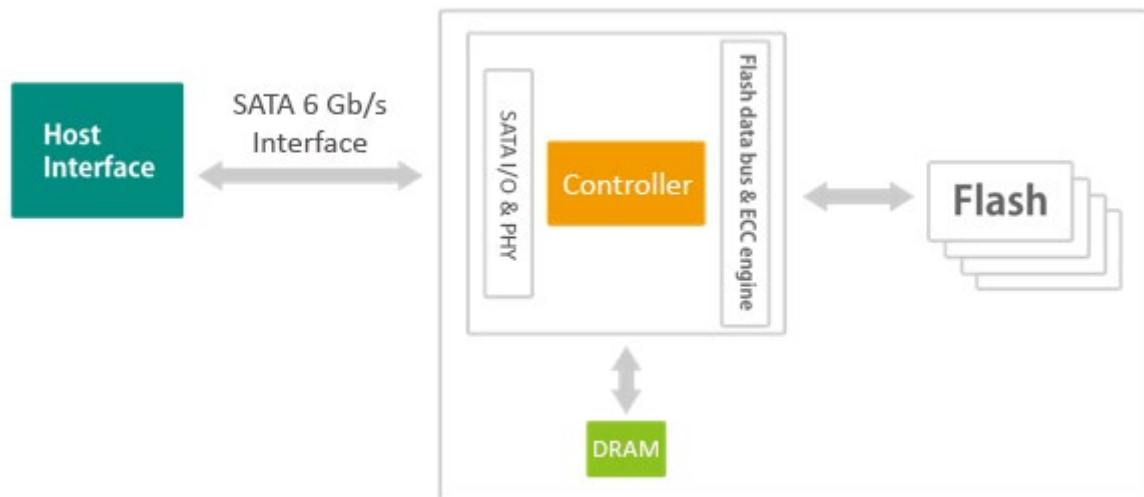 SATA 6 Gb/s
Interface
Host
Interface
SATA I/O & PHY
Controller
Flash data bus & ECC engine
Flash
DRAM